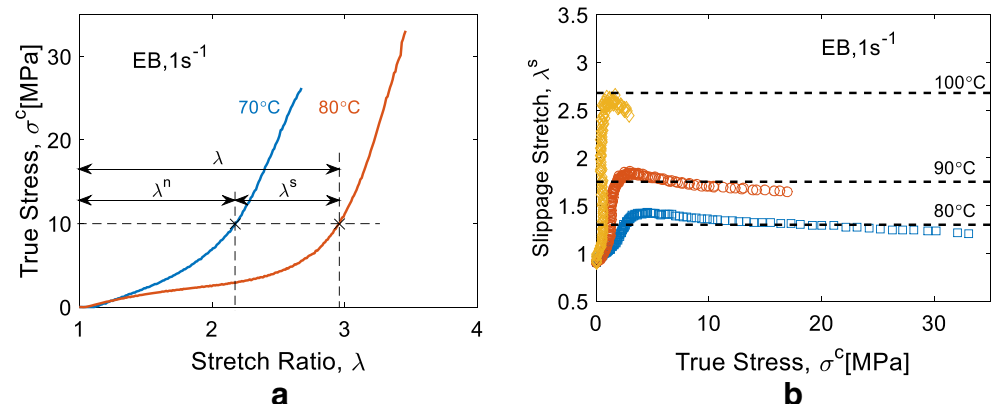 EB,1s⁻¹
70°C
80°C
λ
λⁿ
λˢ
30
20
10
0
1
2
3
4
True Stress, σᶜ[MPa]
Stretch Ratio, λ
a
EB,1s⁻¹
100°C
90°C
80°C
3.5
3
2.5
2
1.5
1
0.5
0
10
20
30
Slippage Stretch, λˢ
True Stress, σᶜ[MPa]
b